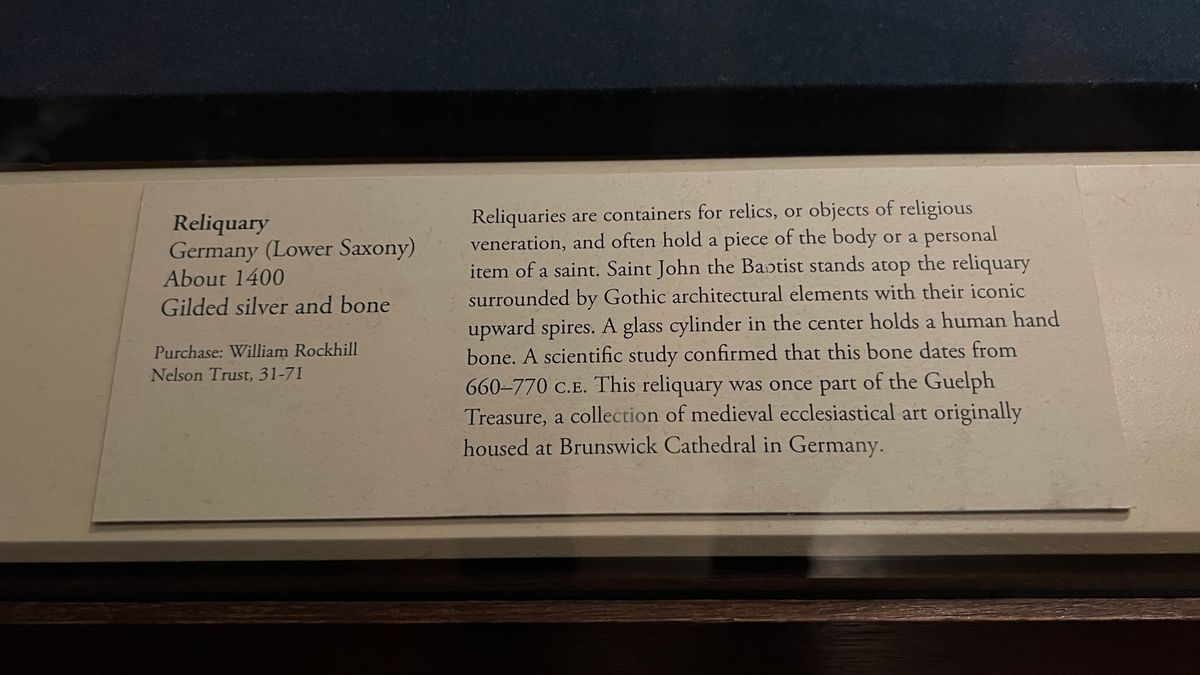 Reliquary
Germany (Lower Saxony)
About 1400
Gilded silver and bone
Purchase: William Rockhill
Nelson Trust, 31-71
Reliquaries are containers for relics, or objects of religious
veneration, and often hold a piece of the body or a personal
item of a saint. Saint John the Baptist stands atop the reliquary
surrounded by Gothic architectural elements with their iconic
upward spires. A glass cylinder in the center holds a human hand
bone. A scientific study confirmed that this bone dates from
660–770 C.E. This reliquary was once part of the Guelph
Treasure, a collection of medieval ecclesiastical art originally
housed at Brunswick Cathedral in Germany.